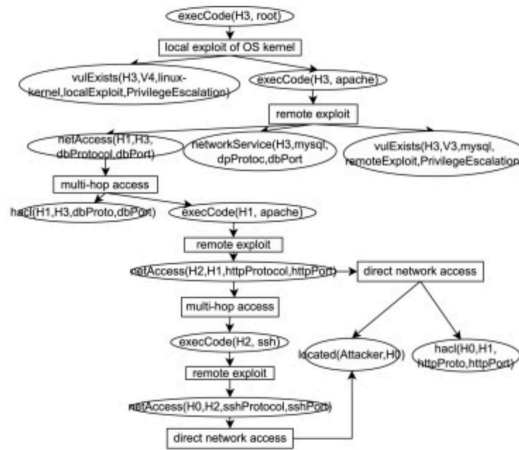 execCode(H3, root)
local exploit of OS kernel
vulExists(H3,V4,linux-
kernel,localExploit,PrivilegeEscalation)
execCode(H3, apache)
remote exploit
netAccess(H1,H3,
dbProtocol,dbPort)
networkService(H3,mysql,
dpProtoc,dbPort
vulExists(H3,V3,mysql,
remoteExploit,PrivilegeEscalation)
multi-hop access
hacl(H1,H3,dbProto,dbPort)
execCode(H1, apache)
remote exploit
netAccess(H2,H1,httpProtocol,httpPort)
direct network access
multi-hop access
execCode(H2, ssh)
located(Attacker,H0)
hacl(H0,H1,
httpProto,httpPort)
remote exploit
netAccess(H0,H2,sshProtocol,sshPort)
direct network access